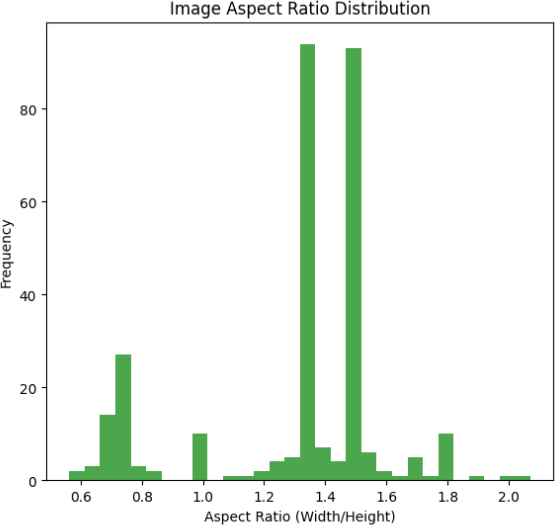 Image Aspect Ratio Distribution
Frequency
80
60
40
20
0
0.6 0.8 1.0 1.2 1.4 1.6 1.8 2.0
Aspect Ratio (Width/Height)